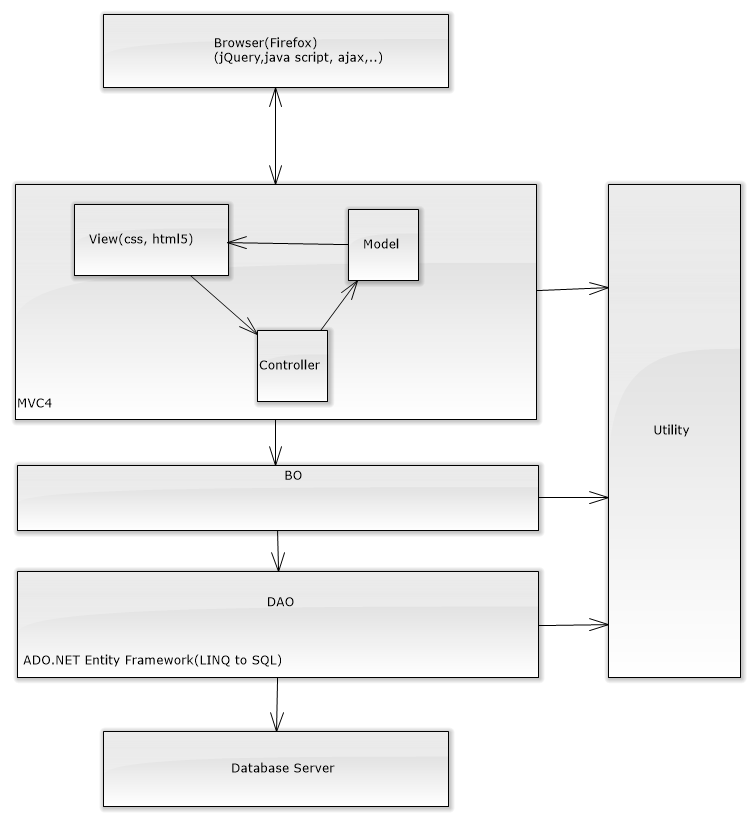 Browser(Firefox)
(jQuery,java script, ajax,..)
View(css, html5)
Model
Controller
MVC4
Utility
BO
DAO
ADO.NET Entity Framework(LINQ to SQL)
Database Server